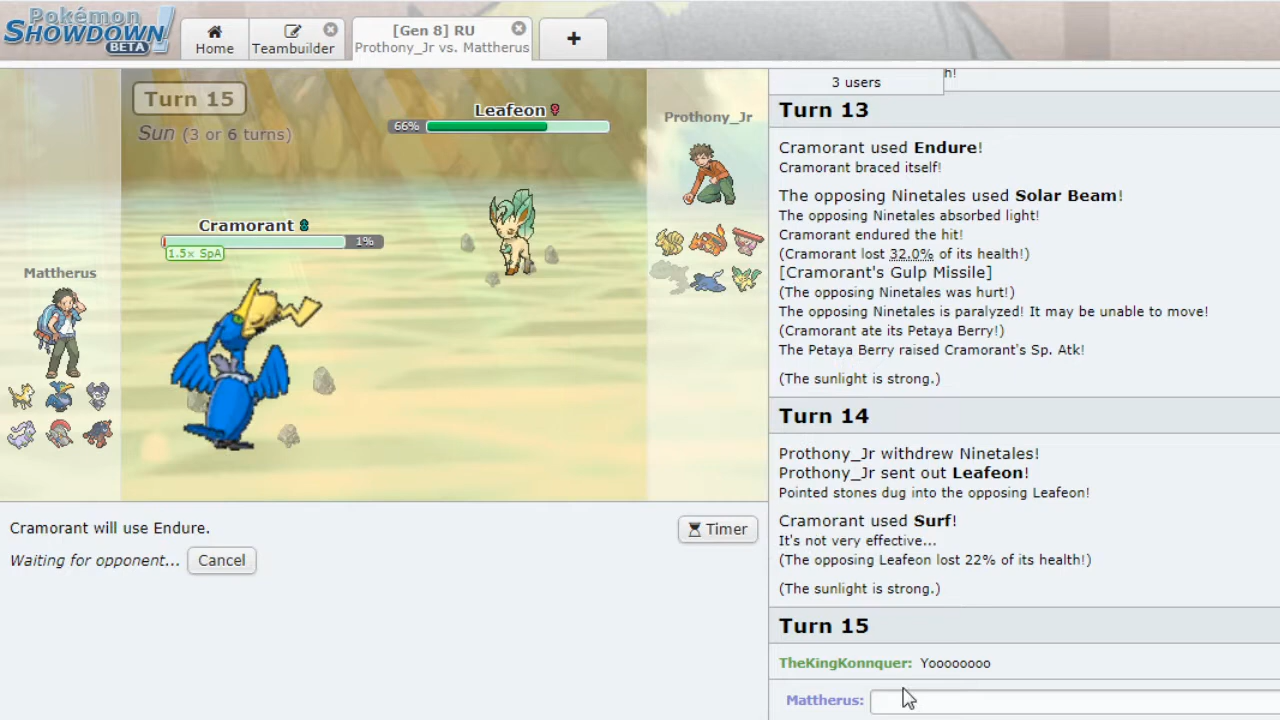 Pokémon
SHOWDOWN!
BETA
Home
Teambuilder
[Gen 8] RU
Prothony_Jr vs. Mattherus
+
Turn 15
Sun (3 or 6 turns)
Leafeon
66%
Cramorant
1%
1.5x SpA
Mattherus
Prothony_Jr
Cramorant will use Endure.
Waiting for opponent...
Cancel
Timer
h!
3 users
Turn 13
Cramorant used Endure!
Cramorant braced itself!
The opposing Ninetales used Solar Beam!
The opposing Ninetales absorbed light!
Cramorant endured the hit!
(Cramorant lost 32.0% of its health!)
[Cramorant's Gulp Missile]
(The opposing Ninetales was hurt!)
The opposing Ninetales is paralyzed! It may be unable to move!
(Cramorant ate its Petaya Berry!)
The Petaya Berry raised Cramorant's Sp. Atk!
(The sunlight is strong.)
Turn 14
Prothony_Jr withdrew Ninetales!
Prothony_Jr sent out Leafeon!
Pointed stones dug into the opposing Leafeon!
Cramorant used Surf!
It's not very effective...
(The opposing Leafeon lost 22% of its health!)
(The sunlight is strong.)
Turn 15
TheKingKonnquer: Yoooooooo
Mattherus: